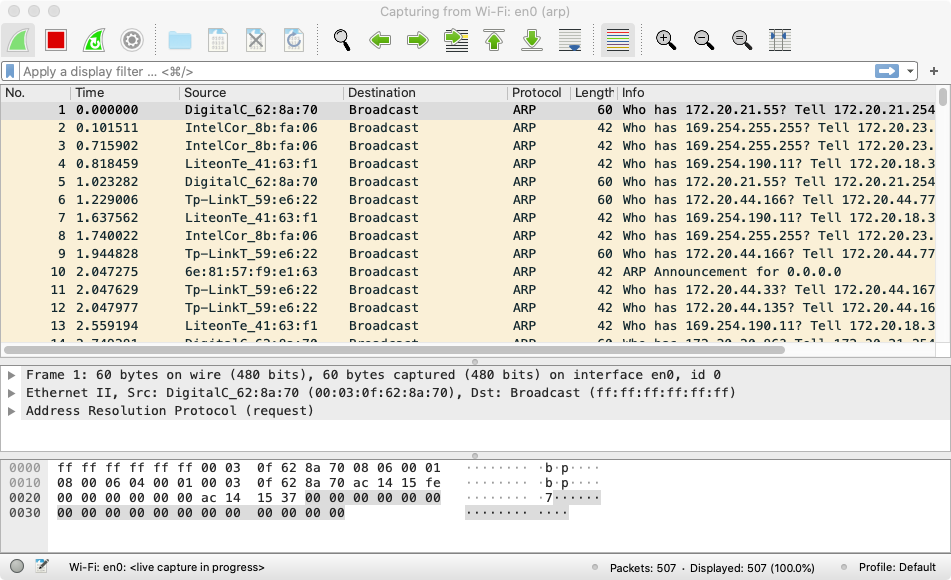 Capturing from Wi-Fi: en0 (arp)
Apply a display filter … <⌘/>
No. Time Source Destination Protocol Length Info
1 0.000000 DigitalC_62:8a:70 Broadcast ARP 60 Who has 172.20.21.55? Tell 172.20.21.254
2 0.101511 IntelCor_8b:fa:06 Broadcast ARP 42 Who has 169.254.255.255? Tell 172.20.23.
3 0.715902 IntelCor_8b:fa:06 Broadcast ARP 42 Who has 169.254.255.255? Tell 172.20.23.
4 0.818459 LiteonTe_41:63:f1 Broadcast ARP 42 Who has 169.254.190.11? Tell 172.20.18.3
5 1.023282 DigitalC_62:8a:70 Broadcast ARP 60 Who has 172.20.21.55? Tell 172.20.21.254
6 1.229006 Tp-LinkT_59:e6:22 Broadcast ARP 60 Who has 172.20.44.166? Tell 172.20.44.77
7 1.637562 LiteonTe_41:63:f1 Broadcast ARP 42 Who has 169.254.190.11? Tell 172.20.18.3
8 1.740022 IntelCor_8b:fa:06 Broadcast ARP 42 Who has 169.254.255.255? Tell 172.20.23.
9 1.944828 Tp-LinkT_59:e6:22 Broadcast ARP 60 Who has 172.20.44.166? Tell 172.20.44.77
10 2.047275 6e:81:57:f9:e1:63 Broadcast ARP 42 ARP Announcement for 0.0.0.0
11 2.047629 Tp-LinkT_59:e6:22 Broadcast ARP 42 Who has 172.20.44.33? Tell 172.20.44.167
12 2.047977 Tp-LinkT_59:e6:22 Broadcast ARP 42 Who has 172.20.44.135? Tell 172.20.44.16
13 2.559194 LiteonTe_41:63:f1 Broadcast ARP 42 Who has 169.254.190.11? Tell 172.20.18.3
Frame 1: 60 bytes on wire (480 bits), 60 bytes captured (480 bits) on interface en0, id 0
Ethernet II, Src: DigitalC_62:8a:70 (00:03:0f:62:8a:70), Dst: Broadcast (ff:ff:ff:ff:ff:ff)
Address Resolution Protocol (request)
0000 ff ff ff ff ff ff 00 03 0f 62 8a 70 08 06 00 01 ········ ·b·p····
0010 08 00 06 04 00 01 00 03 0f 62 8a 70 ac 14 15 fe ········ ·b·p····
0020 00 00 00 00 00 00 ac 14 15 37 00 00 00 00 00 00 ········ ·7······
0030 00 00 00 00 00 00 00 00 00 00 00 00 ········ ····
Wi-Fi: en0: <live capture in progress> Packets: 507 · Displayed: 507 (100.0%) Profile: Default